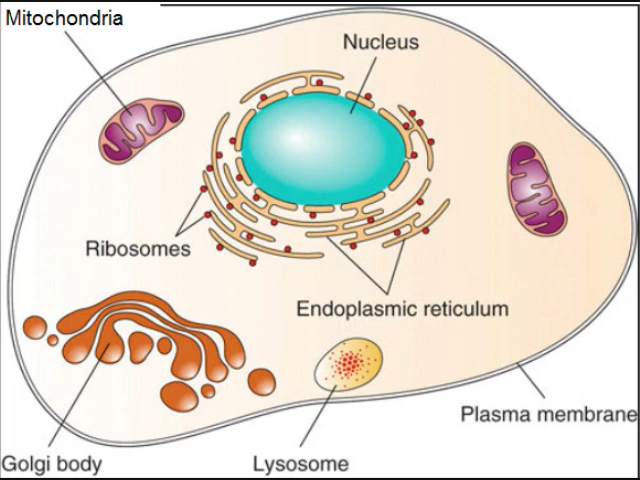 Mitochondria
Nucleus
Ribosomes
Endoplasmic reticulum
Plasma membrane
Golgi body
Lysosome